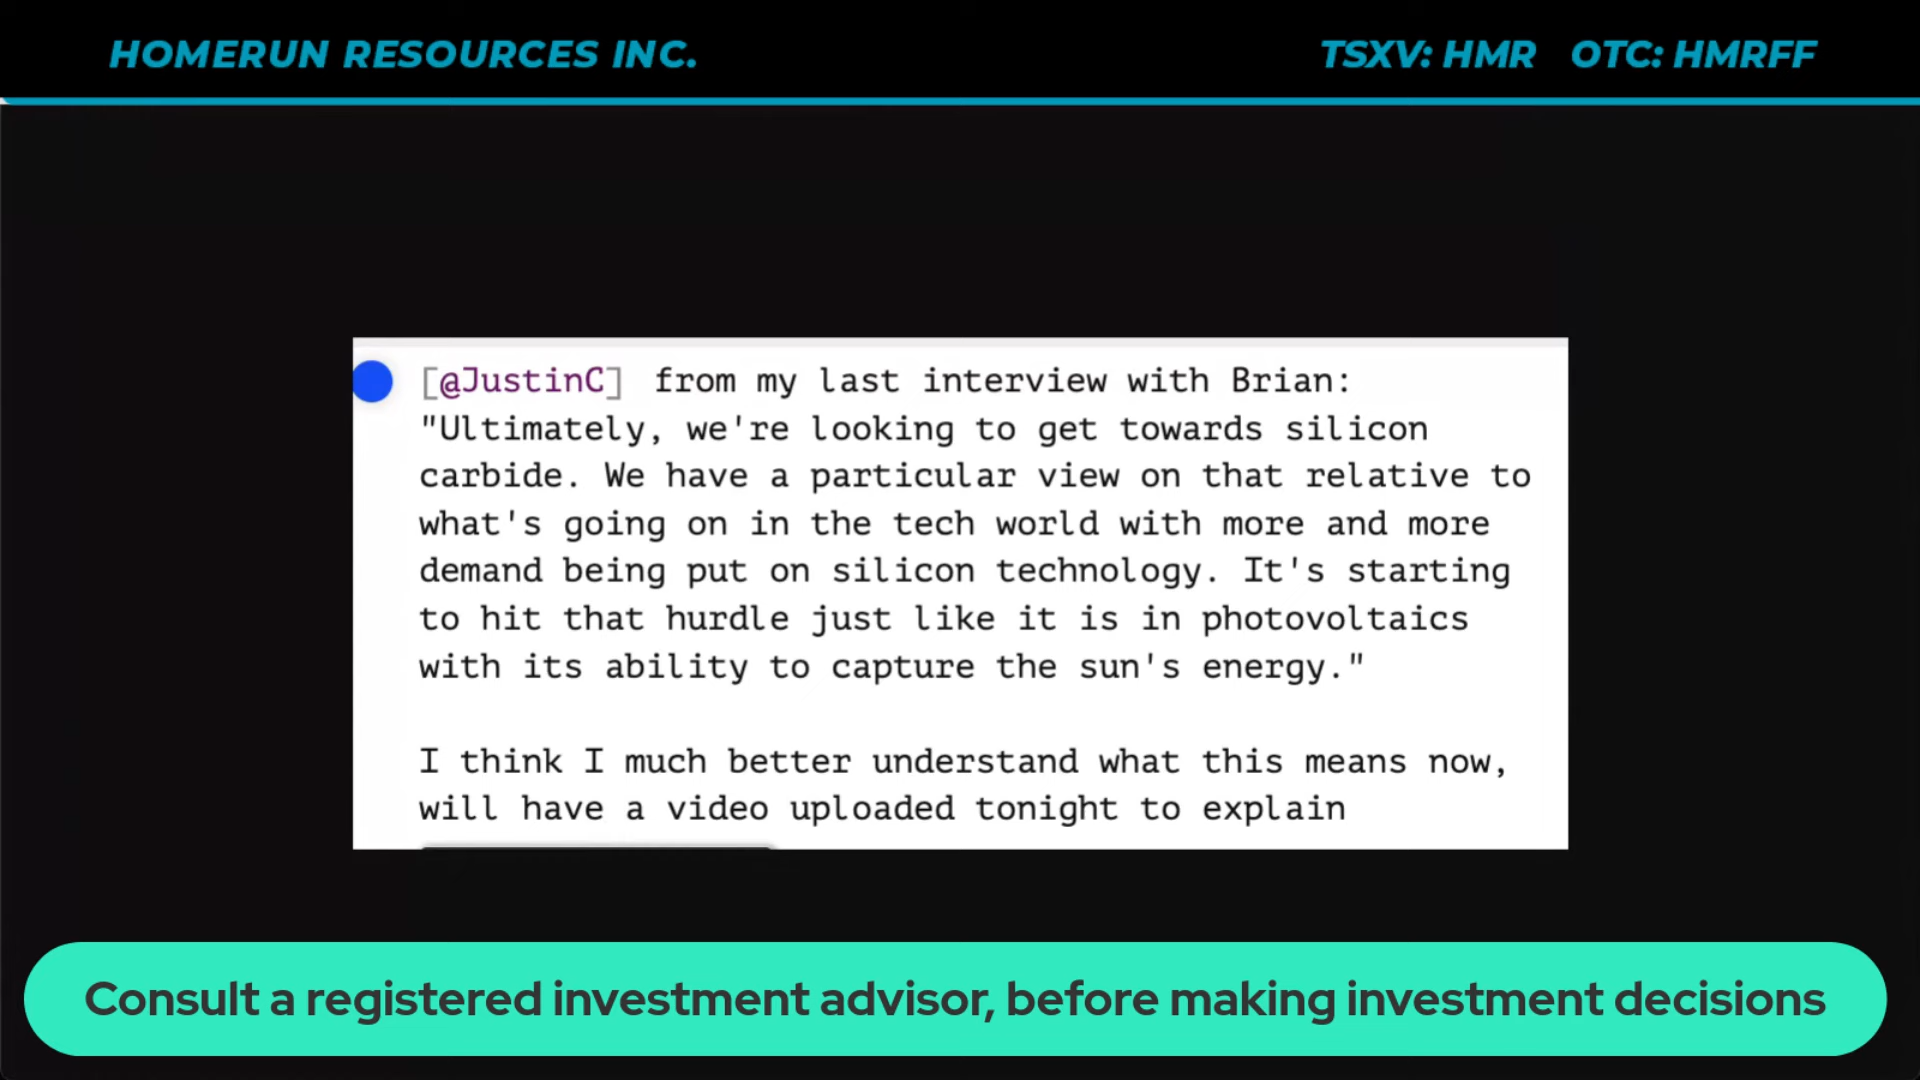 HOMERUN RESOURCES INC.
TSXV: HMR OTC: HMRFF
[@JustinC] from my last interview with Brian:
"Ultimately, we're looking to get towards silicon
carbide. We have a particular view on that relative to
what's going on in the tech world with more and more
demand being put on silicon technology. It's starting
to hit that hurdle just like it is in photovoltaics
with its ability to capture the sun's energy."
I think I much better understand what this means now,
will have a video uploaded tonight to explain
Consult a registered investment advisor, before making investment decisions